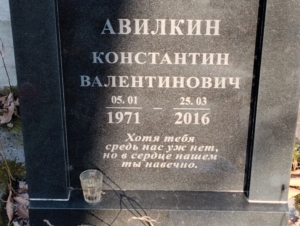 АВИЛКИН
КОНСТАНТИН
ВАЛЕНТИНОВИЧ
05.01 — 25.03
1971 2016
Хотя тебя
средь нас уж нет,
но в сердце нашем
ты навечно.